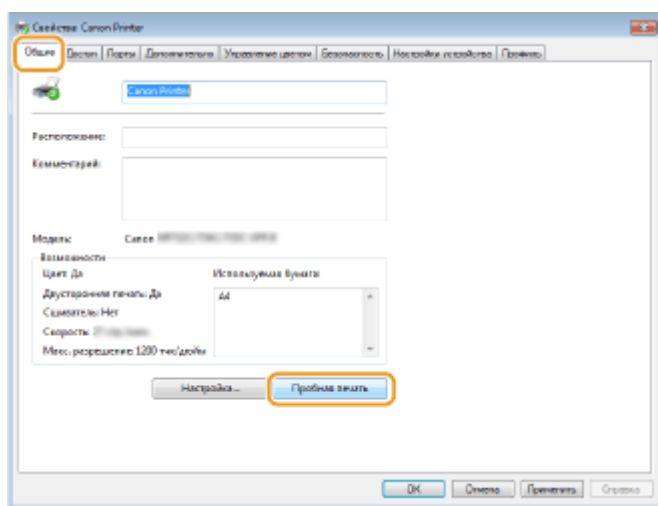 Свойства: Canon Printer
Общие Доступ Порты Дополнительно Управление цветом Безопасность Настройки устройства Профиль
Canon Printer
Расположение:
Комментарий:
Модель: Canon
Возможности
Цвет: Да Используемая бумага:
Двусторонняя печать: Да A4
Сшиватель: Нет
Скорость:
Макс. разрешение: 1200 тчк/дюйм
Настройка... Пробная печать
OK Отмена Применить Справка